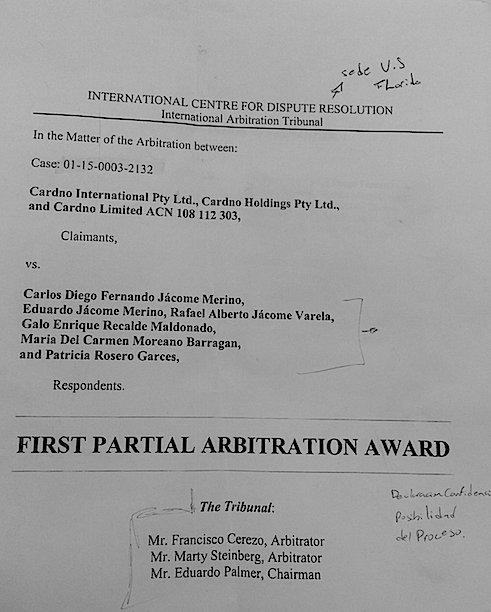 sede U.S
Florida
INTERNATIONAL CENTRE FOR DISPUTE RESOLUTION
International Arbitration Tribunal
In the Matter of the Arbitration between:
Case: 01-15-0003-2132
Cardno International Pty Ltd., Cardno Holdings Pty Ltd.,
and Cardno Limited ACN 108 112 303,
Claimants,
vs.
Carlos Diego Fernando Jácome Merino,
Eduardo Jácome Merino, Rafael Alberto Jácome Varela,
Galo Enrique Recalde Maldonado,
María Del Carmen Moreano Barragan,
and Patricia Rosero Garces,
Respondents.
FIRST PARTIAL ARBITRATION AWARD
Declaracion Confidenci
Posibilidad
del Proceso.
The Tribunal:
Mr. Francisco Cerezo, Arbitrator
Mr. Marty Steinberg, Arbitrator
Mr. Eduardo Palmer, Chairman